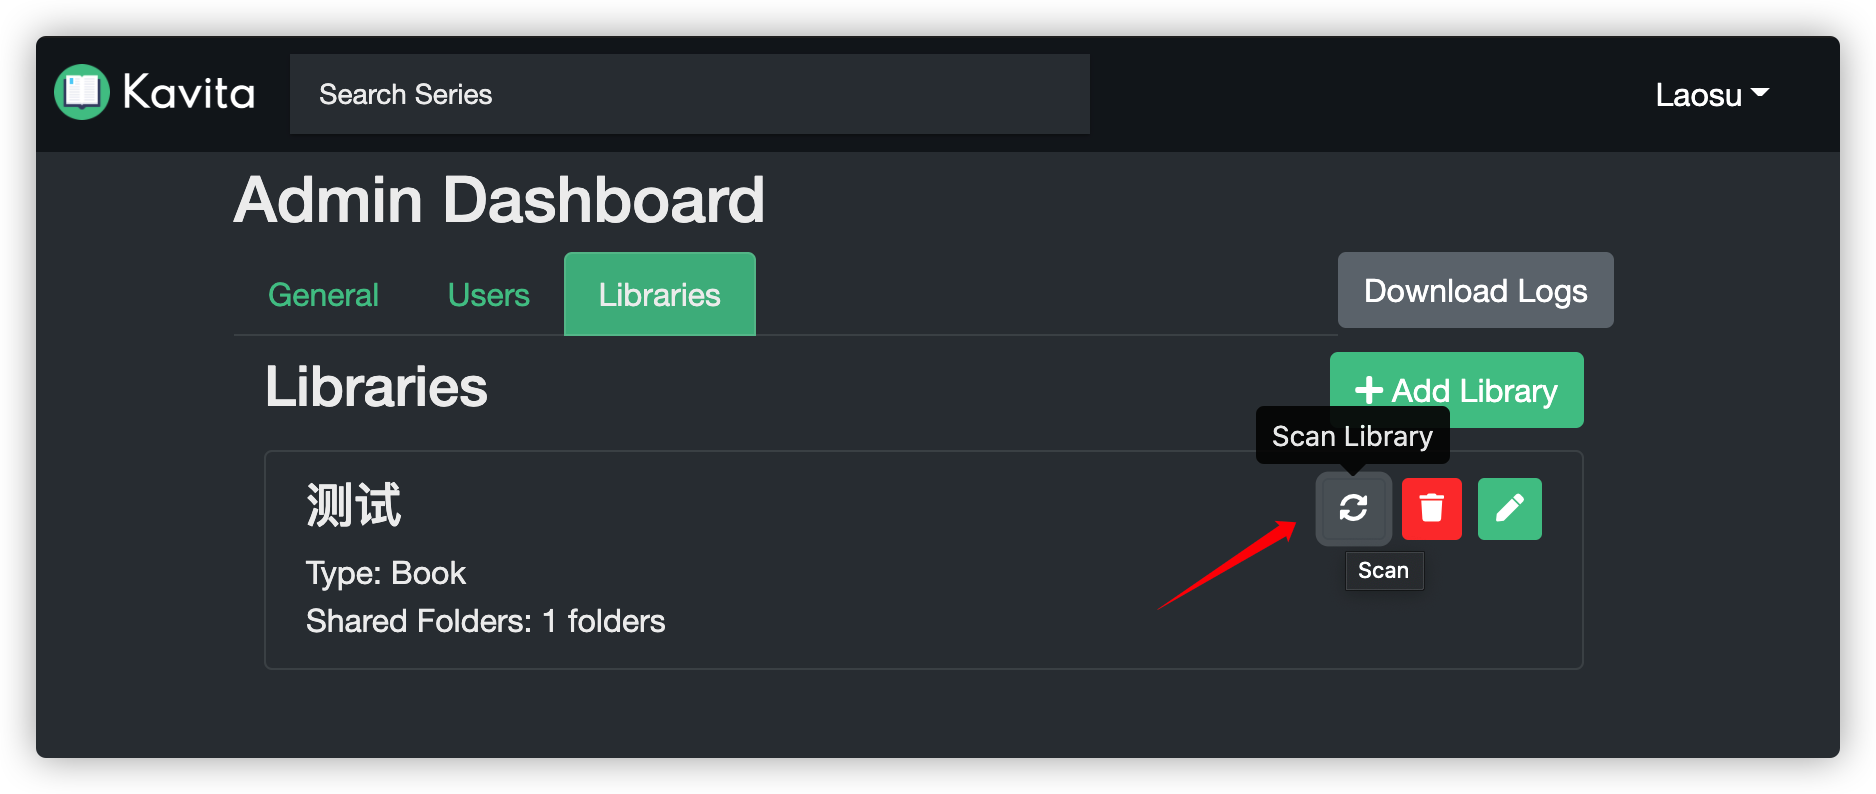 Kavita
Search Series
Laosu
Admin Dashboard
General
Users
Libraries
Download Logs
Libraries
Add Library
Scan Library
测试
Scan
Type: Book
Shared Folders: 1 folders